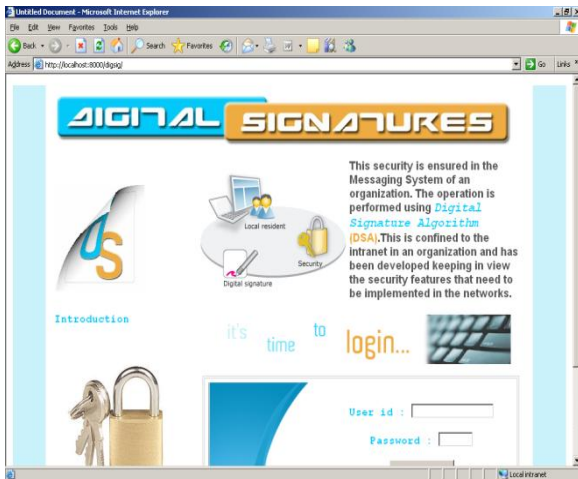 Untitled Document - Microsoft Internet Explorer
File Edit View Favorites Tools Help
Back Search Favorites
Address http://localhost:8000/digsig/ Go Links
DIGITAL SIGNATURES
This security is ensured in the
Messaging System of an
organization. The operation is
performed using Digital
Signature Algorithm
(DSA).This is confined to the
intranet in an organization and has
been developed keeping in view
the security features that need to
be implemented in the networks.
Local resident
Security
Digital signature
DS
Introduction
it's time to login...
User id :
Password :
Local intranet